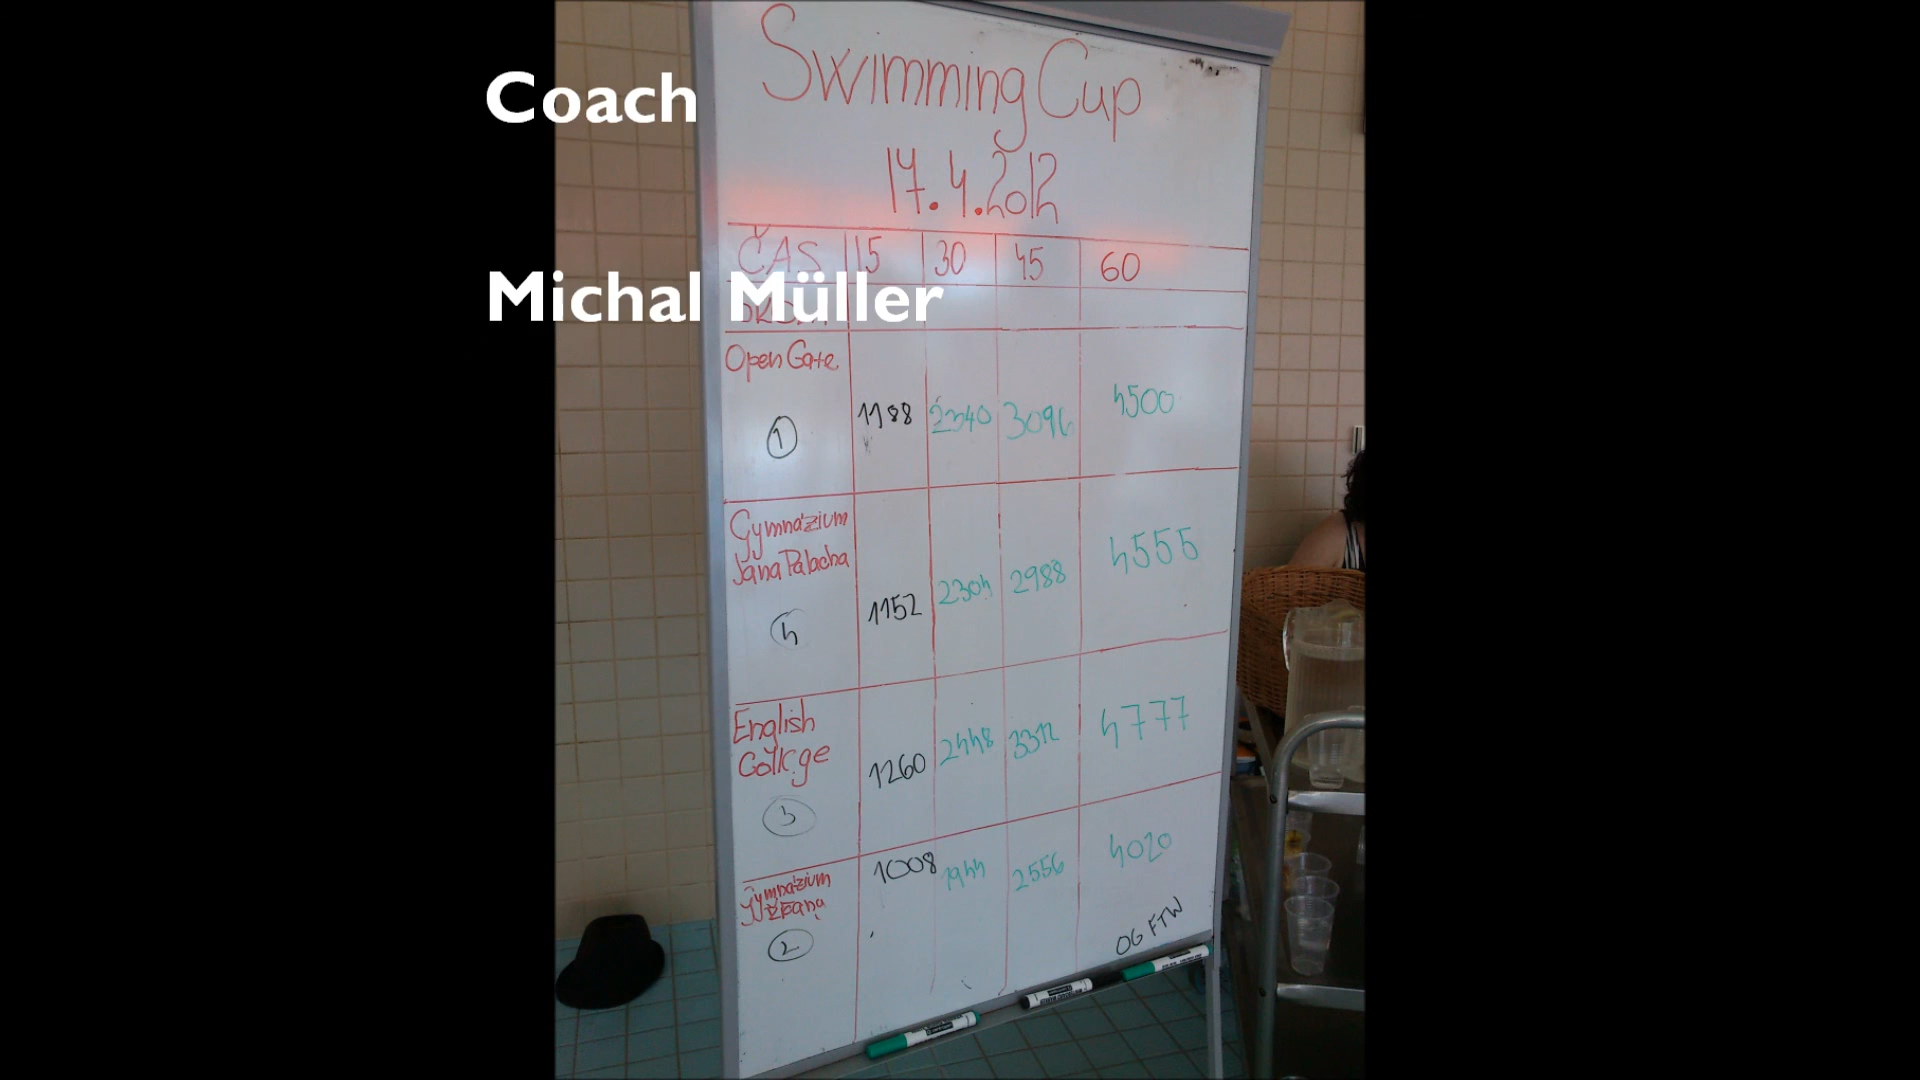 Coach
Michal Müller
Swimming Cup
17.4.2012
ČAS 15 30 45 60
Open Gate
① 1188 2340 3096 4500
Gymnázium
Jana Palacha
④ 1152 2304 2988 4555
English
College
③ 1260 2448 3312 4777
Gymnázium
② 1008 1944 2556 4020
OG FTW